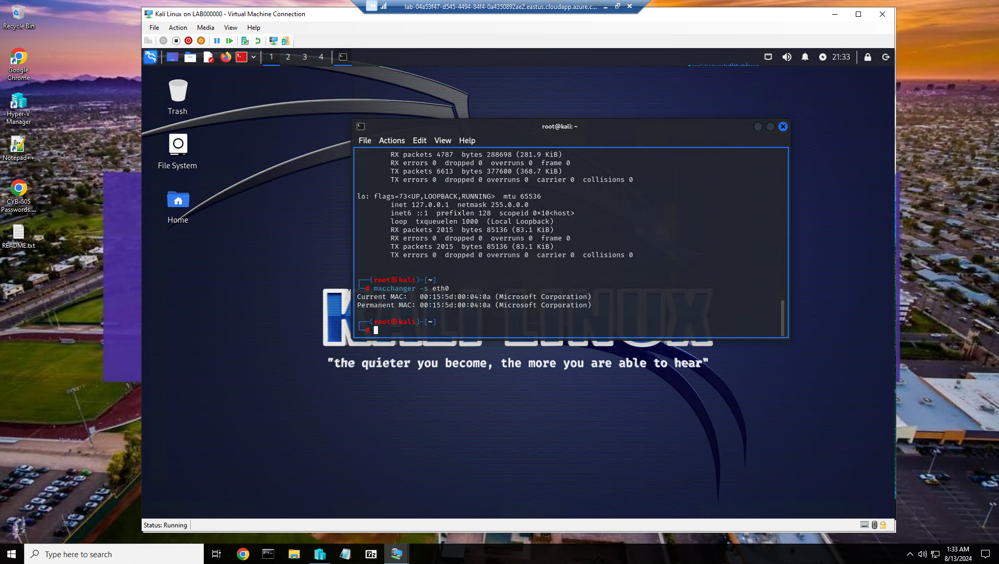 lab-04a53f47-d545-4494-84f4-0a4350892ae2.eastus.cloudapp.azure.c...
Kali Linux on LAB000000 - Virtual Machine Connection
File Action Media View Help
1 2 3 4
21:33
Recycle Bin
Google
Chrome
Hyper-V
Manager
Notepad++
CYB-505
Passwords....
README.txt
Trash
File System
Home
root@kali: ~
File Actions Edit View Help
RX packets 4787  bytes 288698 (281.9 KiB)
RX errors 0  dropped 0  overruns 0  frame 0
TX packets 6613  bytes 377600 (368.7 KiB)
TX errors 0  dropped 0 overruns 0  carrier 0  collisions 0
lo: flags=73<UP,LOOPBACK,RUNNING>  mtu 65536
inet 127.0.0.1  netmask 255.0.0.0
inet6 ::1  prefixlen 128  scopeid 0×10<host>
loop  txqueuelen 1000  (Local Loopback)
RX packets 2015  bytes 85136 (83.1 KiB)
RX errors 0  dropped 0  overruns 0  frame 0
TX packets 2015  bytes 85136 (83.1 KiB)
TX errors 0  dropped 0 overruns 0  carrier 0  collisions 0
┌──(root㉿kali)-[~]
└─# macchanger -s eth0
Current MAC:   00:15:5d:00:04:0a (Microsoft Corporation)
Permanent MAC: 00:15:5d:00:04:0a (Microsoft Corporation)
┌──(root㉿kali)-[~]
└─#
KALI LINUX
"the quieter you become, the more you are able to hear"
Status: Running
Type here to search
7z
1:33 AM
8/13/2024